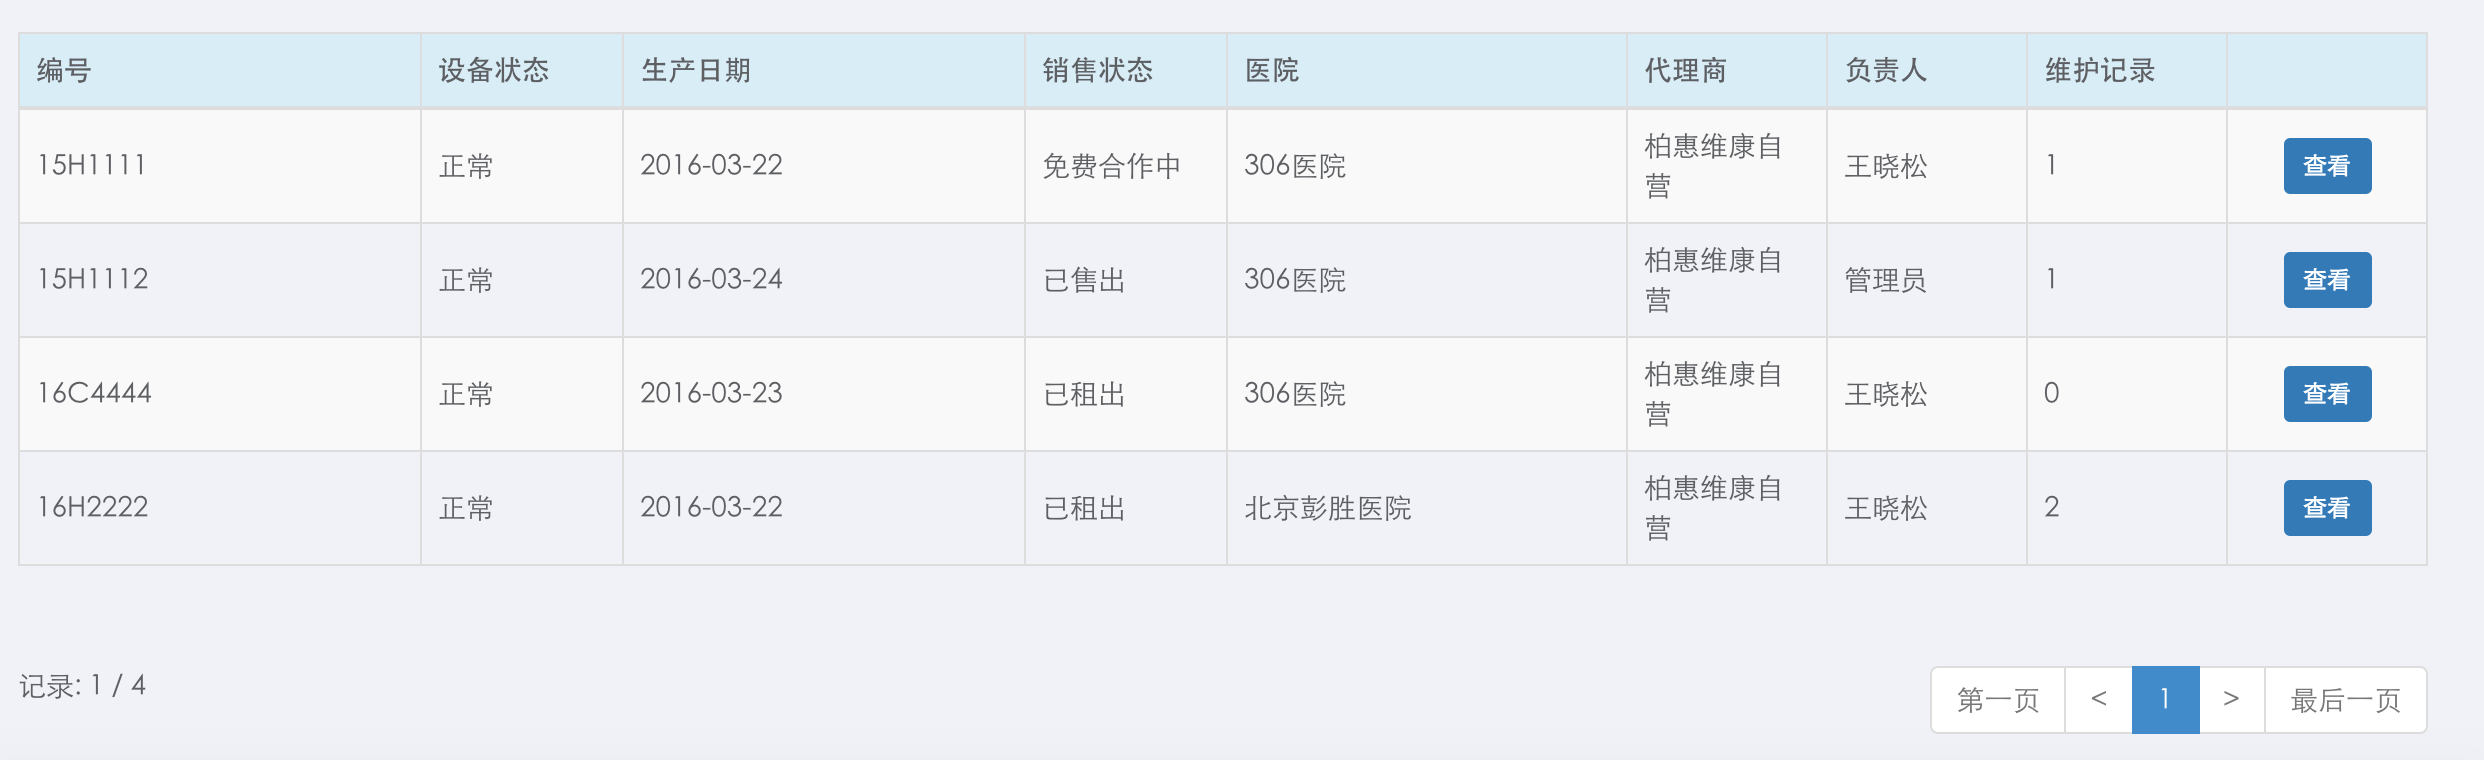 编号 设备状态 生产日期 销售状态 医院 代理商 负责人 维护记录
15H1111 正常 2016-03-22 免费合作中 306医院 柏惠维康自营 王晓松 1 查看
15H1112 正常 2016-03-24 已售出 306医院 柏惠维康自营 管理员 1 查看
16C4444 正常 2016-03-23 已租出 306医院 柏惠维康自营 王晓松 0 查看
16H2222 正常 2016-03-22 已租出 北京彭胜医院 柏惠维康自营 王晓松 2 查看
记录: 1 / 4 第一页 < 1 > 最后一页